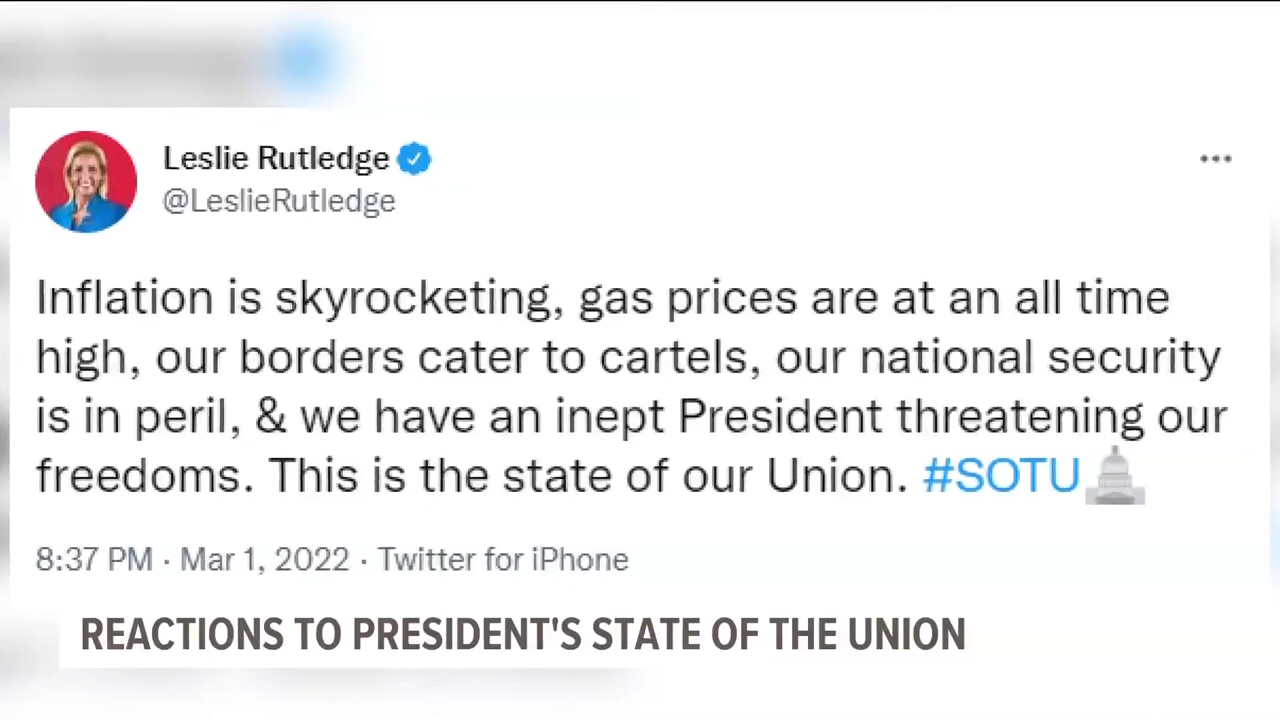 Leslie Rutledge
@LeslieRutledge
Inflation is skyrocketing, gas prices are at an all time
high, our borders cater to cartels, our national security
is in peril, & we have an inept President threatening our
freedoms. This is the state of our Union. #SOTU
8:37 PM · Mar 1, 2022 · Twitter for iPhone
REACTIONS TO PRESIDENT'S STATE OF THE UNION